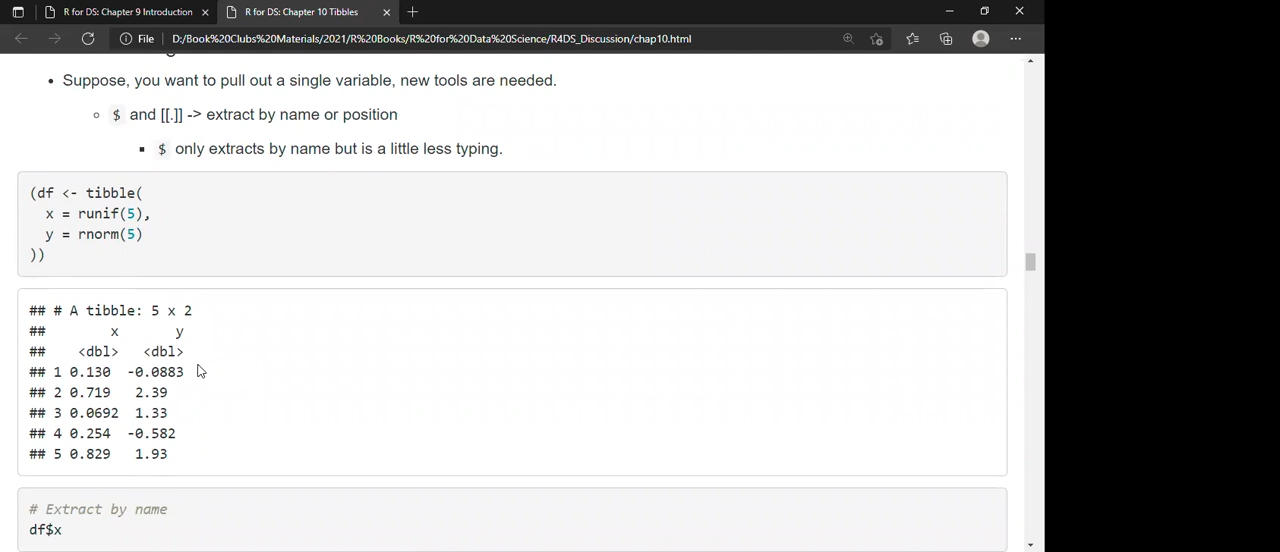 R for DS: Chapter 9 Introduction
R for DS: Chapter 10 Tibbles
File
D:/Book%20Clubs%20Materials/2021/R%20Books/R%20for%20Data%20Science/R4DS_Discussion/chap10.html
• Suppose, you want to pull out a single variable, new tools are needed.
$ and [[.]] -> extract by name or position
$ only extracts by name but is a little less typing.
(df <- tibble(
x = runif(5),
y = rnorm(5)
))
## # A tibble: 5 x 2
## x y
## <dbl> <dbl>
## 1 0.130 -0.0883
## 2 0.719 2.39
## 3 0.0692 1.33
## 4 0.254 -0.582
## 5 0.829 1.93
# Extract by name
df$x